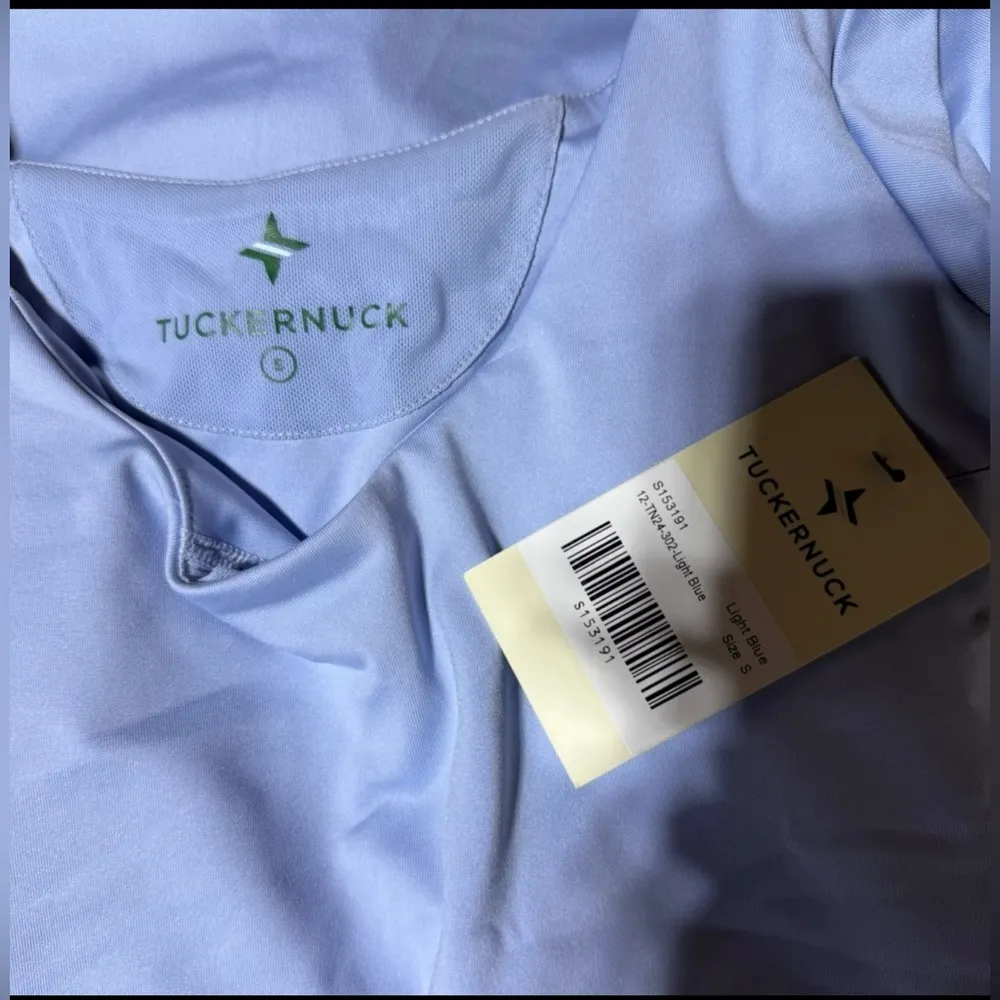 TUCKERNUCK
S
TUCKERNUCK
S153191
12-TN24-302-Light Blue
S153191
Light Blue
Size S